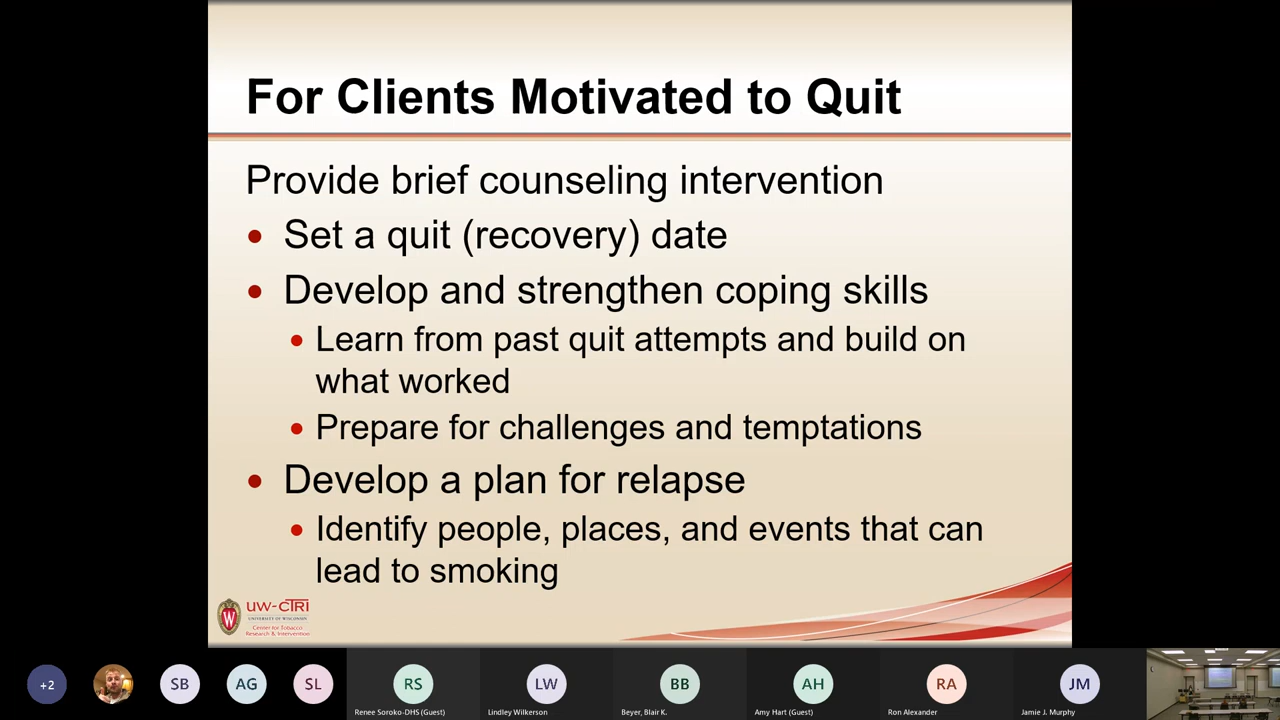 For Clients Motivated to Quit
Provide brief counseling intervention
• Set a quit (recovery) date
• Develop and strengthen coping skills
• Learn from past quit attempts and build on
what worked
• Prepare for challenges and temptations
• Develop a plan for relapse
• Identify people, places, and events that can
lead to smoking
W
UW-CTRI
UNIVERSITY OF WISCONSIN
Center for Tobacco
Research & Intervention
+2
SB
AG
SL
RS
LW
BB
AH
RA
JM
Renee Soroko-DHS (Guest)
Lindley Wilkerson
Beyer, Blair K.
Amy Hart (Guest)
Ron Alexander
Jamie J. Murphy